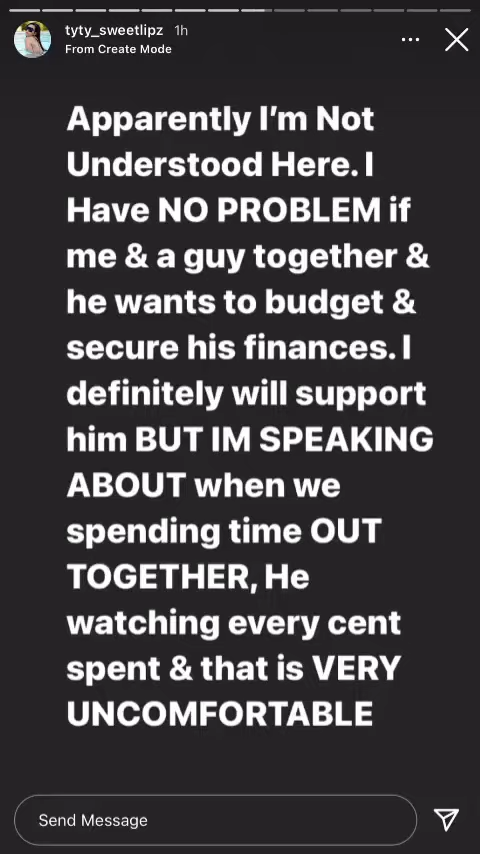 tyty_sweetlipz 1h
From Create Mode
Apparently I’m Not
Understood Here. I
Have NO PROBLEM if
me & a guy together &
he wants to budget &
secure his finances. I
definitely will support
him BUT IM SPEAKING
ABOUT when we
spending time OUT
TOGETHER, He
watching every cent
spent & that is VERY
UNCOMFORTABLE
Send Message